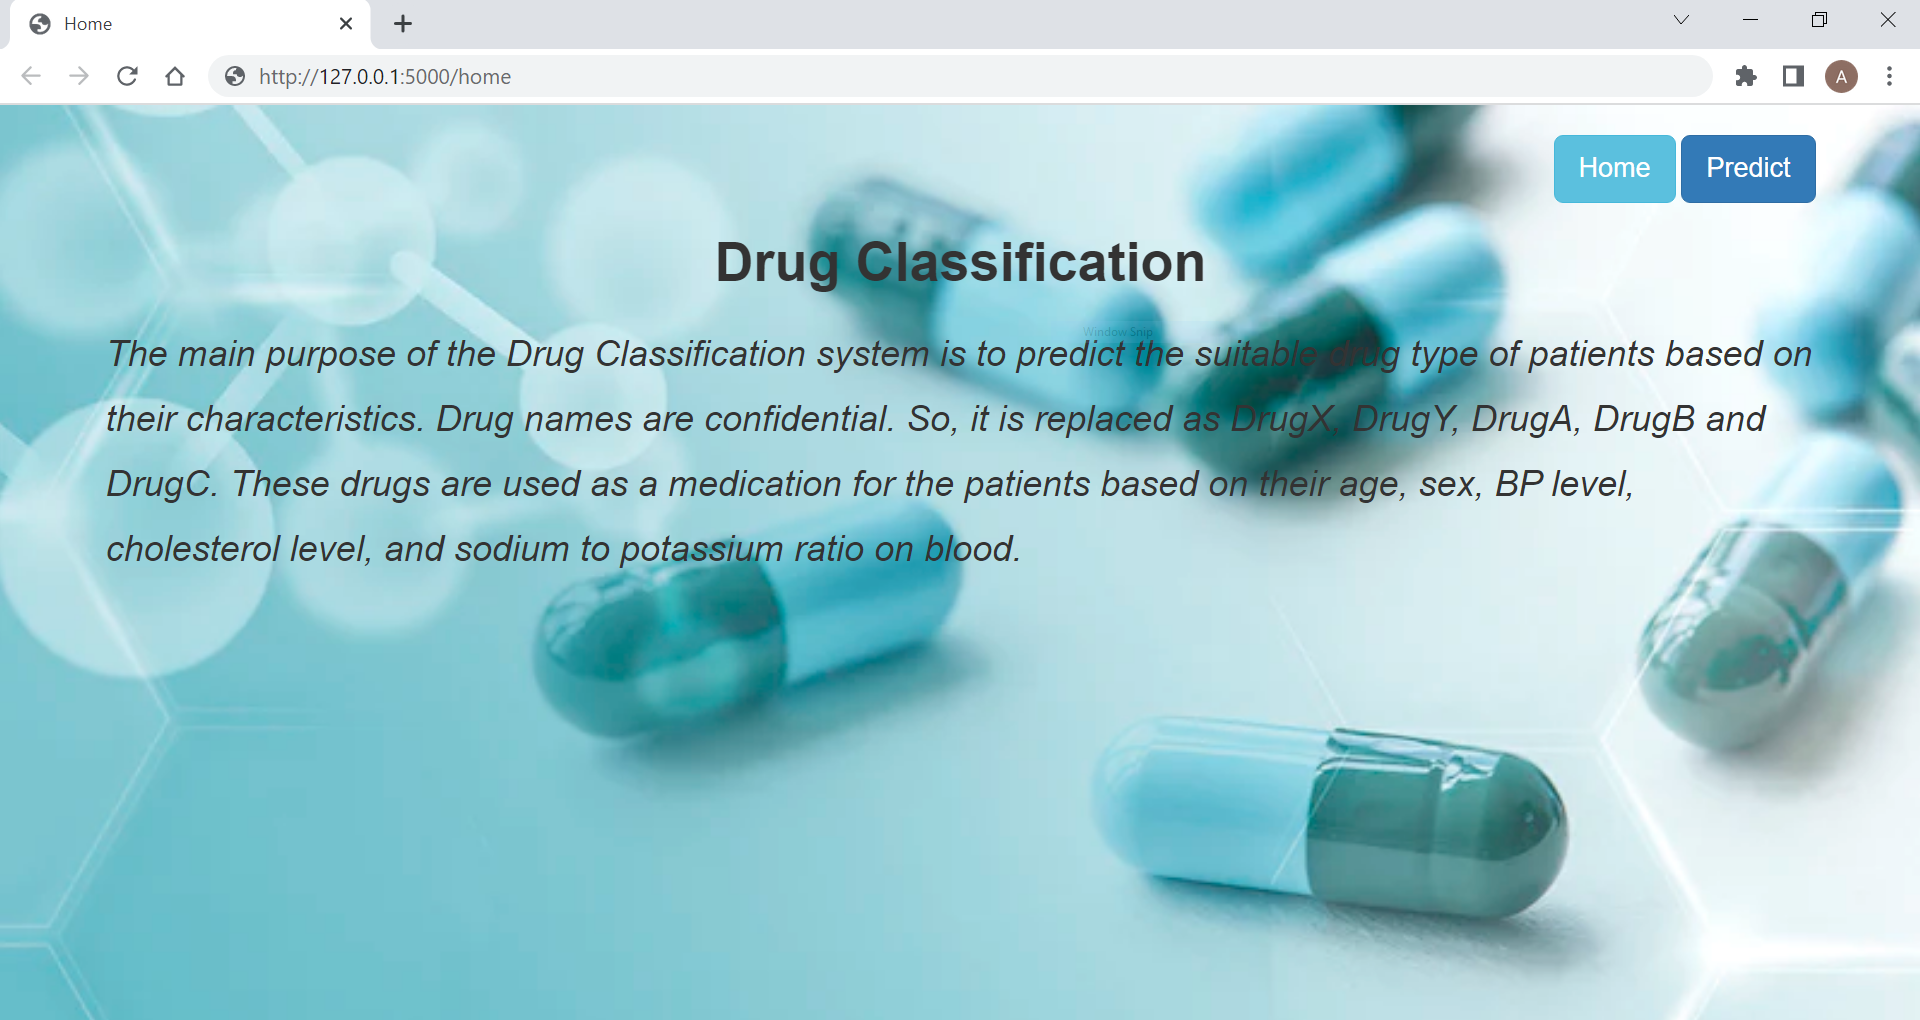 Home
http://127.0.0.1:5000/home
A
Home Predict
Drug Classification
Window Snip
The main purpose of the Drug Classification system is to predict the suitable drug type of patients based on
their characteristics. Drug names are confidential. So, it is replaced as DrugX, DrugY, DrugA, DrugB and
DrugC. These drugs are used as a medication for the patients based on their age, sex, BP level,
cholesterol level, and sodium to potassium ratio on blood.